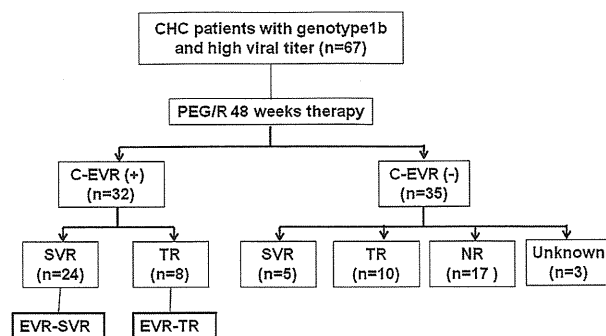 CHC patients with genotype1b
and high viral titer (n=67)
PEG/R 48 weeks therapy
C-EVR (+)
(n=32)
C-EVR (-)
(n=35)
SVR
(n=24)
TR
(n=8)
SVR
(n=5)
TR
(n=10)
NR
(n=17 )
Unknown
(n=3)
EVR-SVR
EVR-TR